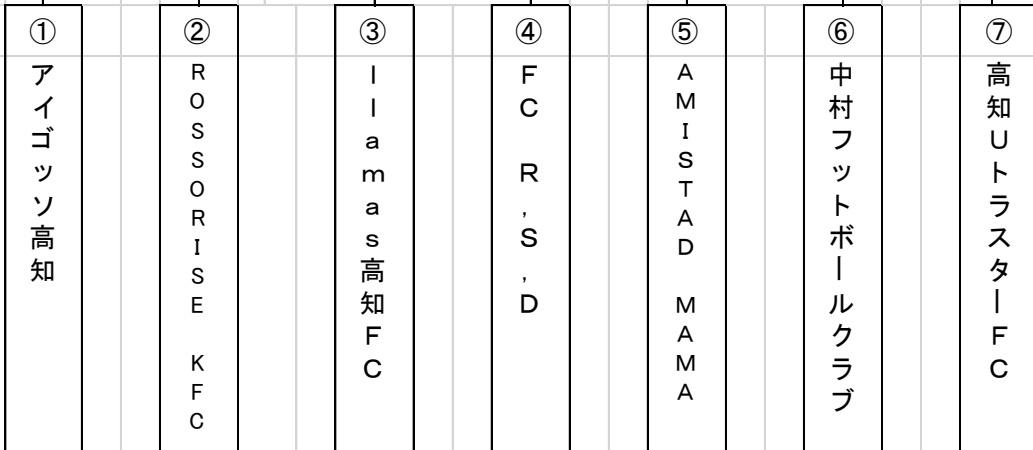 ①
アイゴッソ高知
②
ROSSORISE KFC
③
llamas高知FC
④
FC R,S,D
⑤
AMISTAD MAMA
⑥
中村フットボールクラブ
⑦
高知UトラスターFC